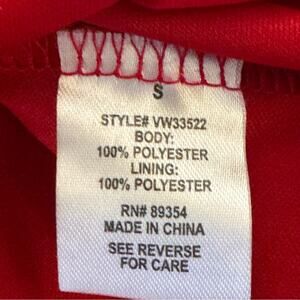 S
STYLE# VW33522
BODY:
100% POLYESTER
LINING:
100% POLYESTER
RN# 89354
MADE IN CHINA
SEE REVERSE
FOR CARE